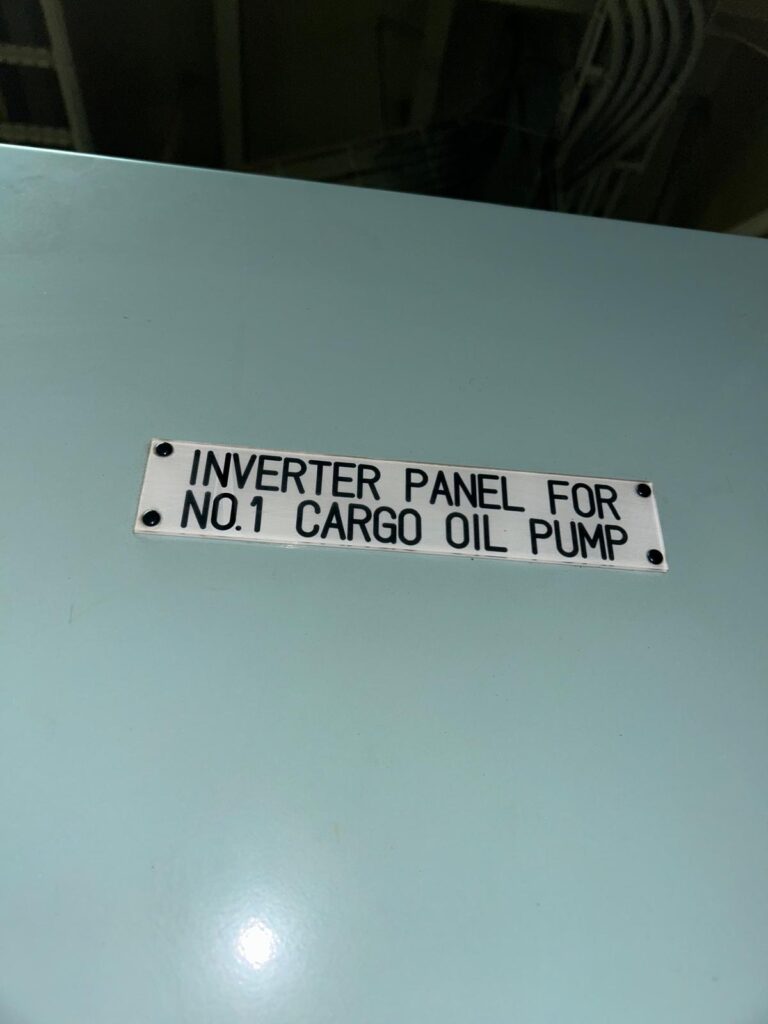 INVERTER PANEL FOR
NO.1 CARGO OIL PUMP